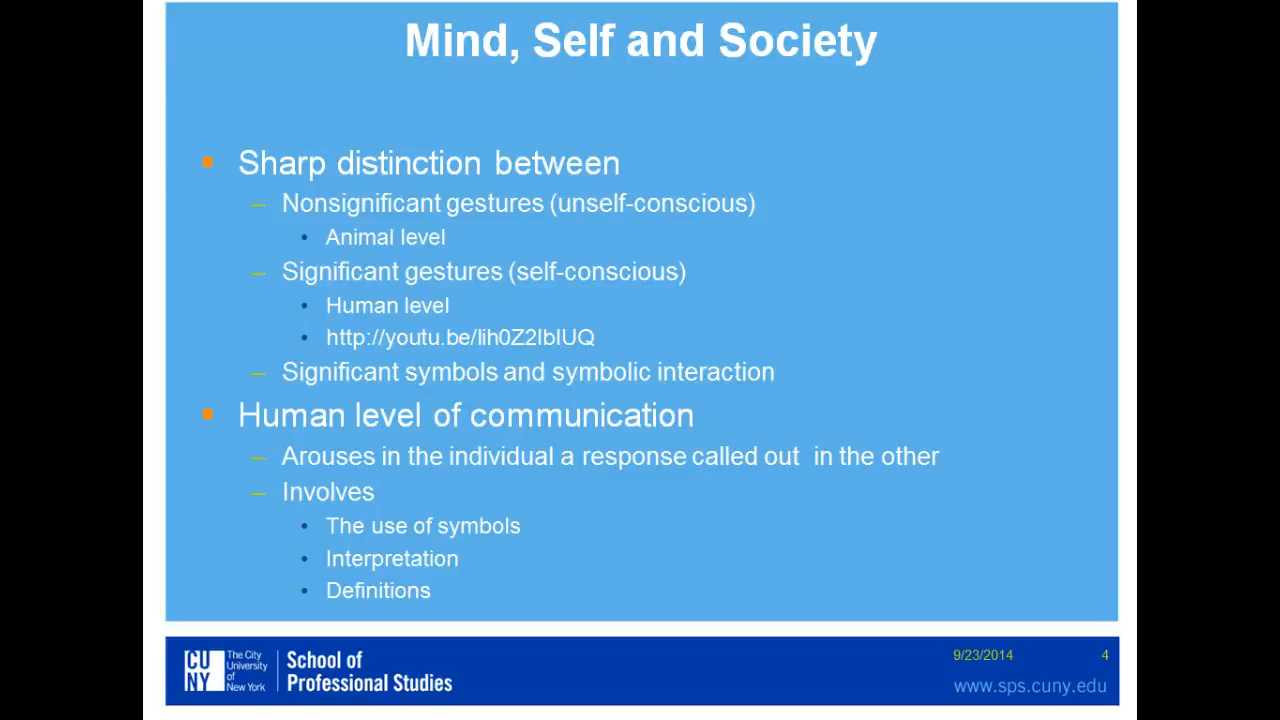 Mind, Self and Society
Sharp distinction between
– Nonsignificant gestures (unself-conscious)
• Animal level
– Significant gestures (self-conscious)
• Human level
• http://youtu.be/lih0Z2IbIUQ
– Significant symbols and symbolic interaction
Human level of communication
– Arouses in the individual a response called out in the other
– Involves
• The use of symbols
• Interpretation
• Definitions
CU
NY
The City
University
of
New York
School of
Professional Studies
9/23/2014
4
www.sps.cuny.edu